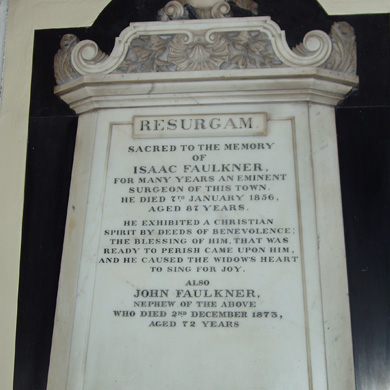 RESURGAM.
SACRED TO THE MEMORY
OF
ISAAC FAULKNER,
FOR MANY YEARS AN EMINENT
SURGEON OF THIS TOWN.
HE DIED 7TH JANUARY 1856,
AGED 87 YEARS.
HE EXHIBITED A CHRISTIAN
SPIRIT BY DEEDS OF BENEVOLENCE;
THE BLESSING OF HIM, THAT WAS
READY TO PERISH CAME UPON HIM,
AND HE CAUSED THE WIDOWS HEART
TO SING FOR JOY.
ALSO
JOHN FAULKNER,
NEPHEW OF THE ABOVE
WHO DIED 2ND DECEMBER 1873,
AGED 72 YEARS